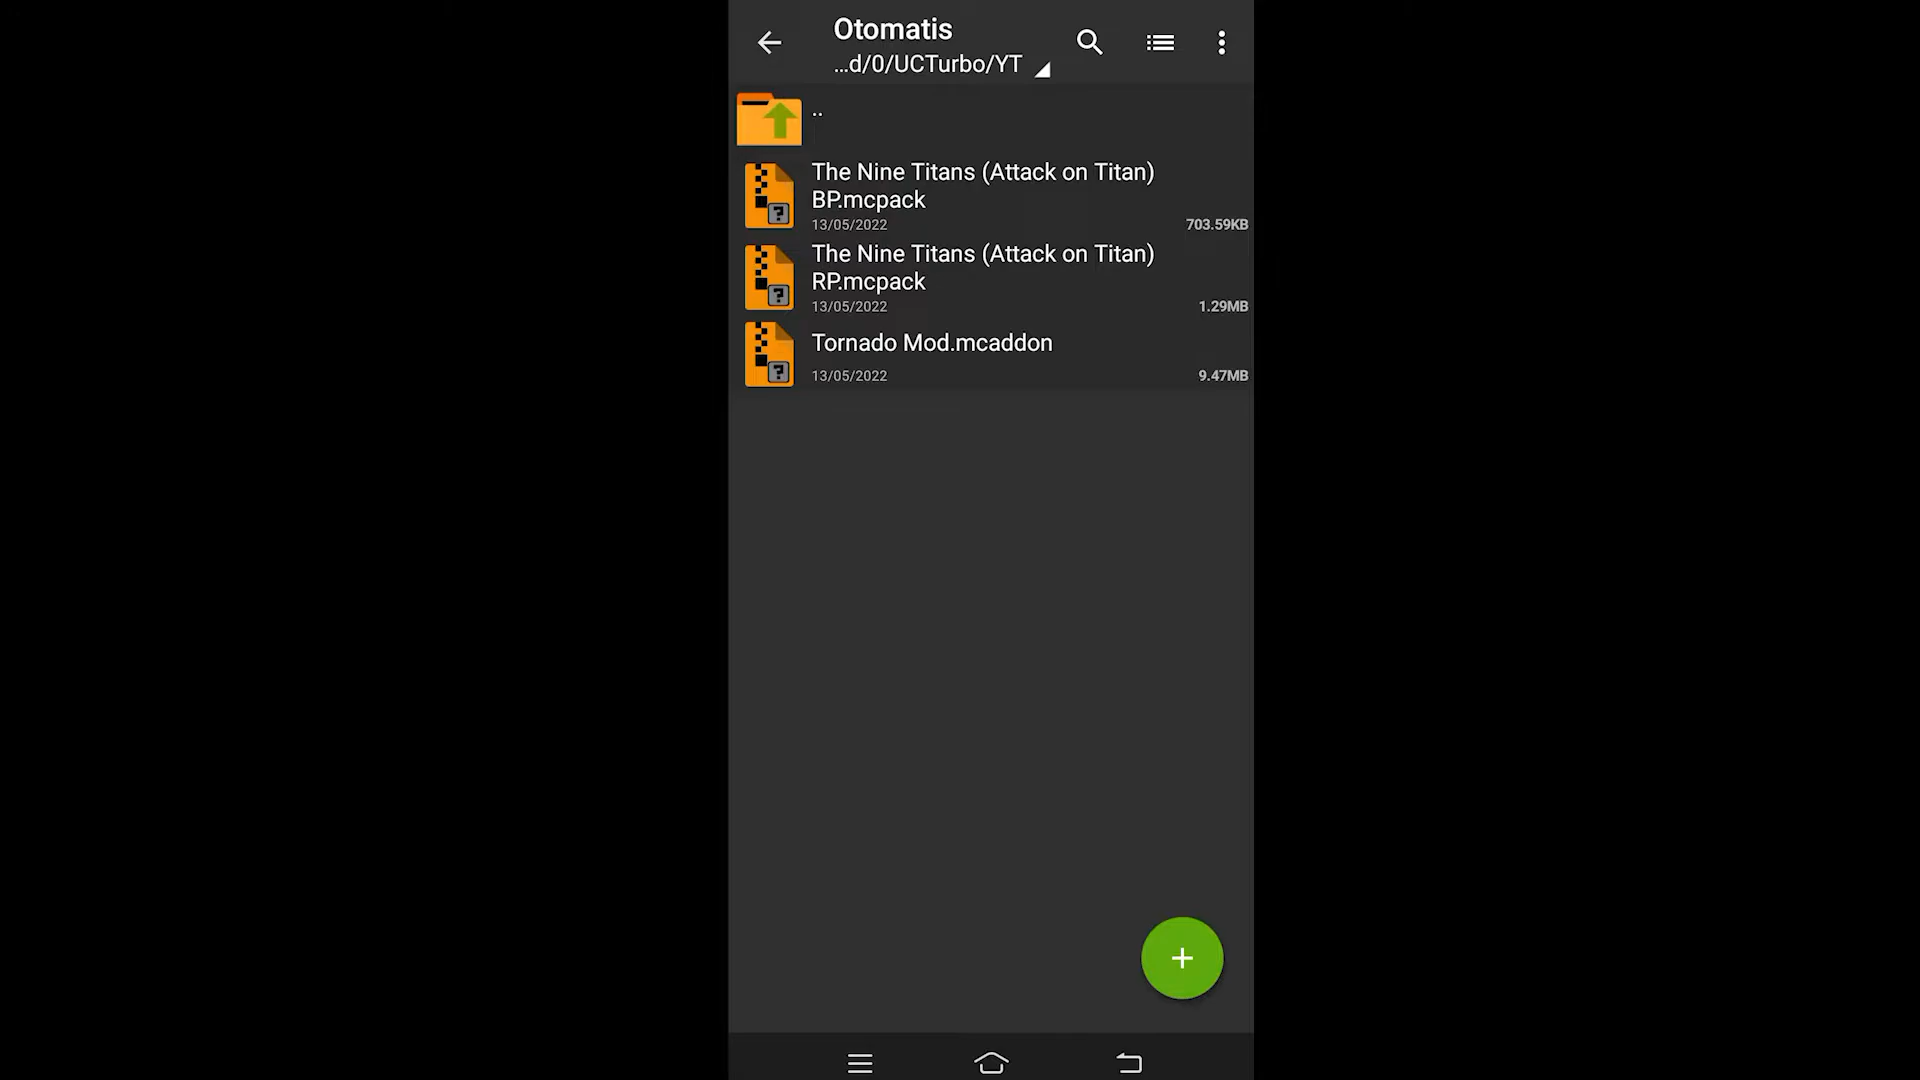 Otomatis
...d/0/UCTurbo/YT
..
The Nine Titans (Attack on Titan)
BP.mcpack
13/05/2022 703.59KB
The Nine Titans (Attack on Titan)
RP.mcpack
13/05/2022 1.29MB
Tornado Mod.mcaddon
13/05/2022 9.47MB